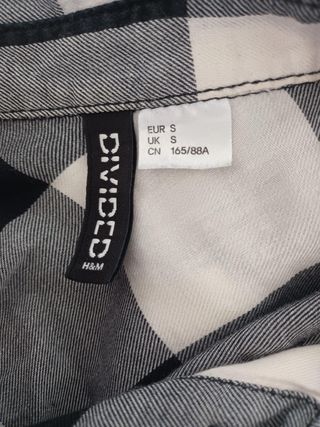 DIVIDED
H&M
EUR S
UK S
CN 165/88A